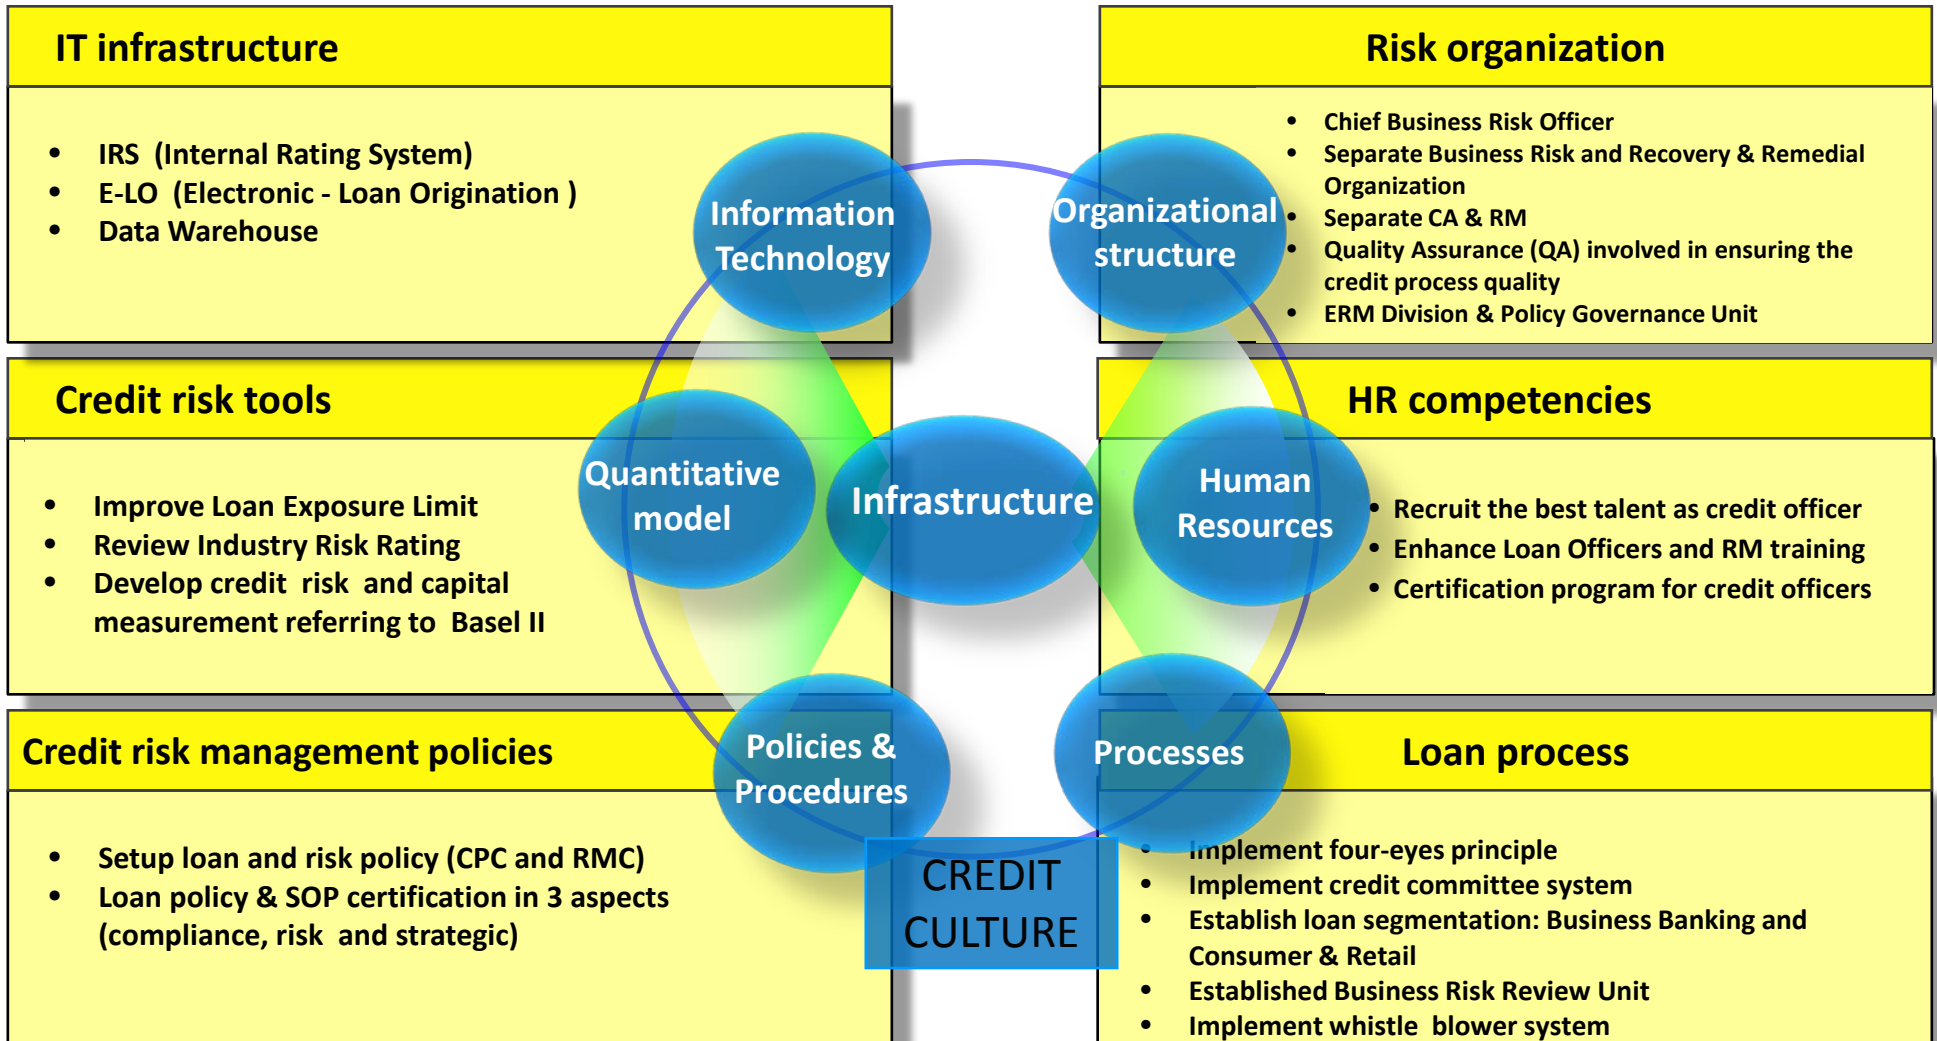 IT infrastructure
• IRS (Internal Rating System)
• E-LO (Electronic - Loan Origination )
• Data Warehouse
Risk organization
• Chief Business Risk Officer
• Separate Business Risk and Recovery & Remedial
Organization
• Separate CA & RM
• Quality Assurance (QA) involved in ensuring the
credit process quality
• ERM Division & Policy Governance Unit
Information
Technology
Organizational
structure
Credit risk tools
• Improve Loan Exposure Limit
• Review Industry Risk Rating
• Develop credit risk and capital
measurement referring to Basel II
Quantitative
model
Infrastructure
Human
Resources
HR competencies
• Recruit the best talent as credit officer
• Enhance Loan Officers and RM training
• Certification program for credit officers
Credit risk management policies
• Setup loan and risk policy (CPC and RMC)
• Loan policy & SOP certification in 3 aspects
(compliance, risk and strategic)
Policies &
Procedures
Processes
CREDIT
CULTURE
Loan process
• Implement four-eyes principle
• Implement credit committee system
• Establish loan segmentation: Business Banking and
Consumer & Retail
• Established Business Risk Review Unit
• Implement whistle blower system